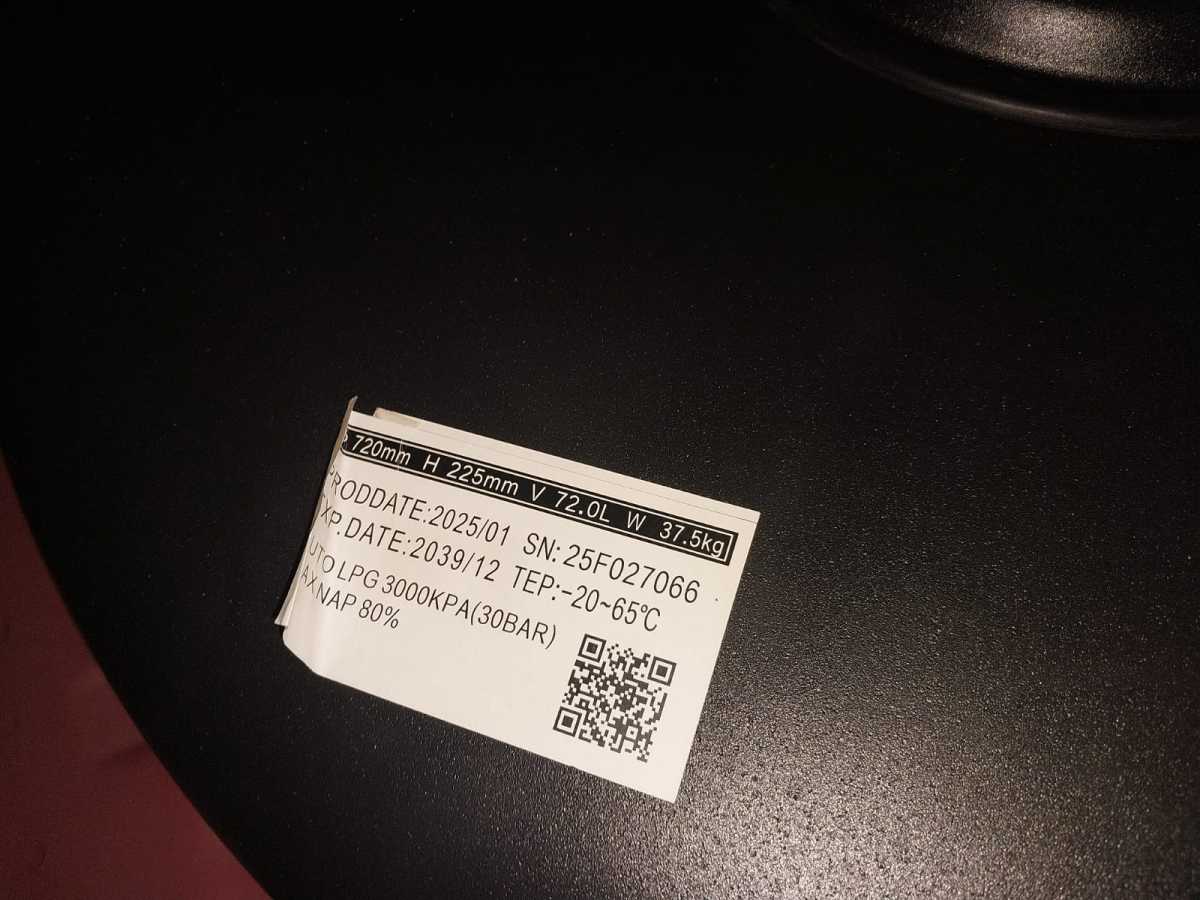 720mm H 225mm V 72.0L W 37.5kg
RODDATE:2025/01 SN:25F027066
XP.DATE:2039/12 TEP:-20~65℃
UTO LPG 3000KPA(30BAR)
AXNAP 80%